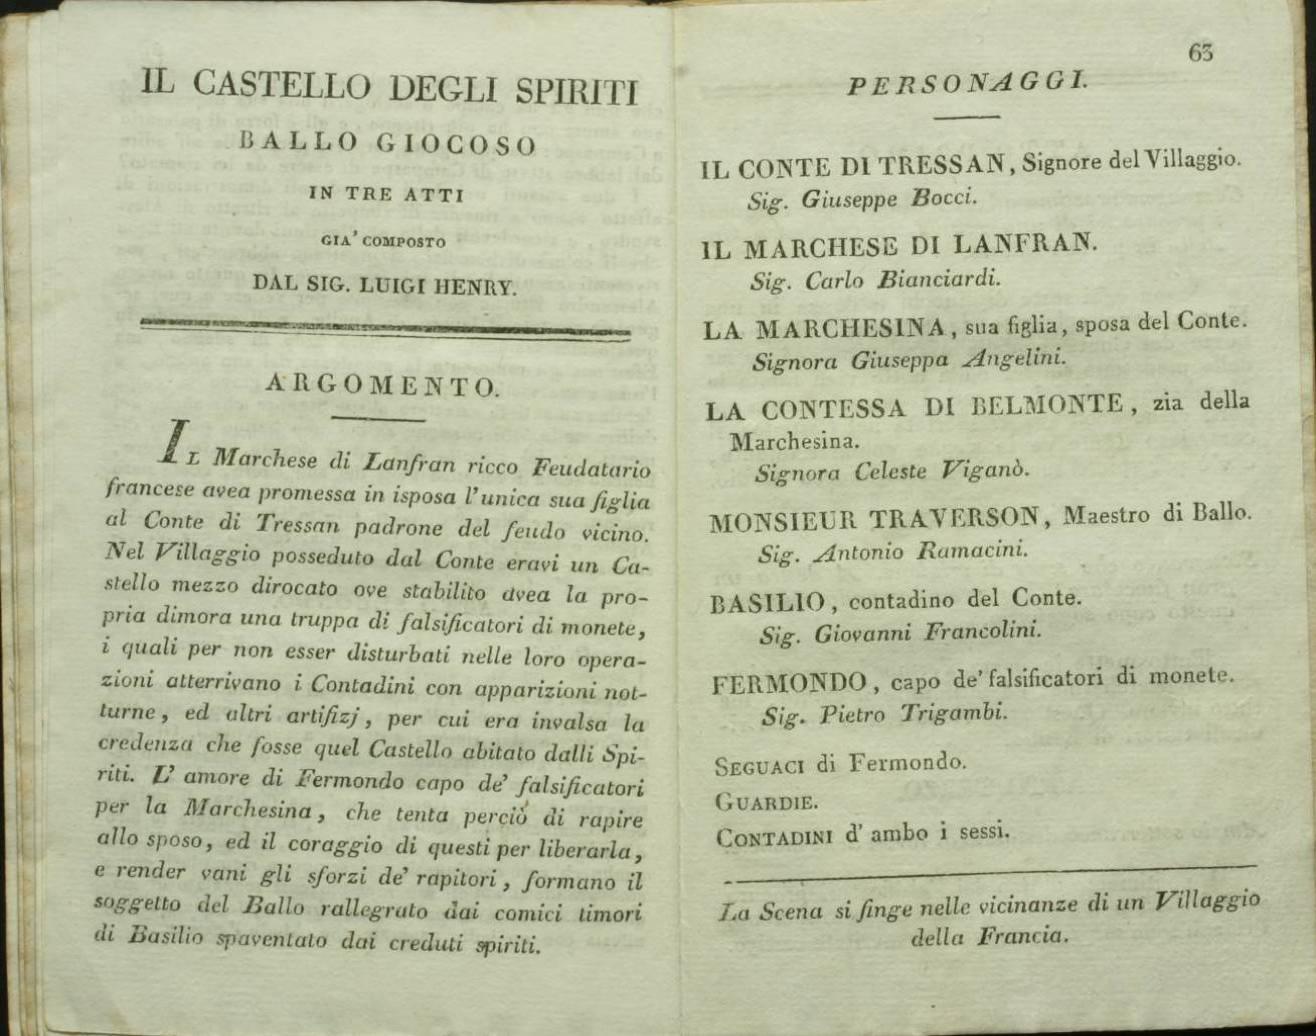 IL CASTELLO DEGLI SPIRITI
BALLO GIOCOSO
IN TRE ATTI
GIA' COMPOSTO
DAL SIG. LUIGI HENRY.
ARGOMENTO.
IL Marchese di Lanfran ricco Feudatario
francese avea promessa in isposa l'unica sua figlia
al Conte di Tressan padrone del feudo vicino.
Nel Villaggio posseduto dal Conte eravi un Ca-
stello mezzo dirocato ove stabilito avea la pro-
pria dimora una truppa di falsificatori di monete,
i quali per non esser disturbati nelle loro opera-
zioni atterrivano i Contadini con apparizioni not-
turne, ed altri artifizj, per cui era invalsa la
credenza che fosse quel Castello abitato dalli Spi-
riti. L' amore di Fermondo capo de' falsificatori
per la Marchesina, che tenta perciò di rapire
allo sposo, ed il coraggio di questi per liberarla,
e render vani gli sforzi de' rapitori, formano il
soggetto del Ballo rallegrato dai comici timori
di Basilio spaventato dai creduti spiriti.
63
PERSONAGGI.
IL CONTE DI TRESSAN, Signore del Villaggio.
Sig. Giuseppe Bocci.
IL MARCHESE DI LANFRAN.
Sig. Carlo Bianciardi.
LA MARCHESINA, sua figlia, sposa del Conte.
Signora Giuseppa Angelini.
LA CONTESSA DI BELMONTE, zia della
Marchesina.
Signora Celeste Viganò.
MONSIEUR TRAVERSON, Maestro di Ballo.
Sig. Antonio Ramacini.
BASILIO, contadino del Conte.
Sig. Giovanni Francolini.
FERMONDO, capo de' falsificatori di monete.
Sig. Pietro Trigambi.
SEGUACI di Fermondo.
GUARDIE.
CONTADINI d' ambo i sessi.
La Scena si finge nelle vicinanze di un Villaggio
della Francia.